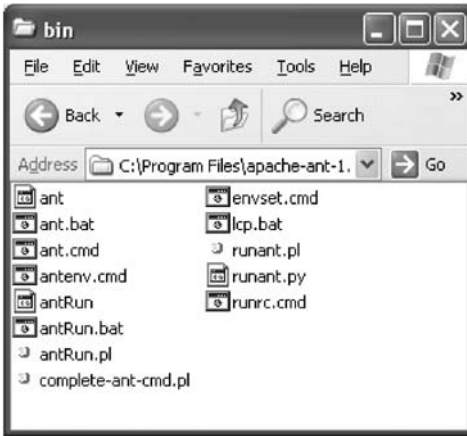 bin
File Edit View Favorites Tools Help
Back Search »
Address C:\Program Files\apache-ant-1. Go
ant
ant.bat
ant.cmd
antenv.cmd
antRun
antRun.bat
antRun.pl
complete-ant-cmd.pl
envset.cmd
lcp.bat
runant.pl
runant.py
runrc.cmd